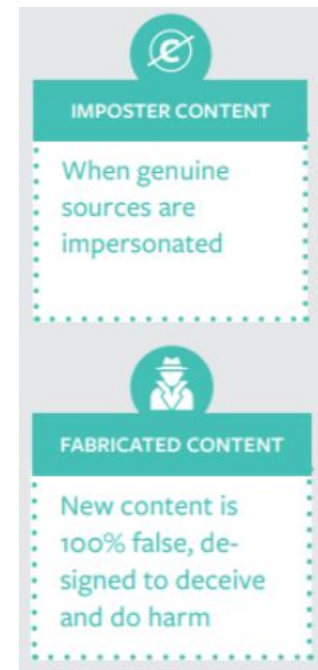 IMPOSTER CONTENT
When genuine
sources are
impersonated
FABRICATED CONTENT
New content is
100% false, de-
signed to deceive
and do harm